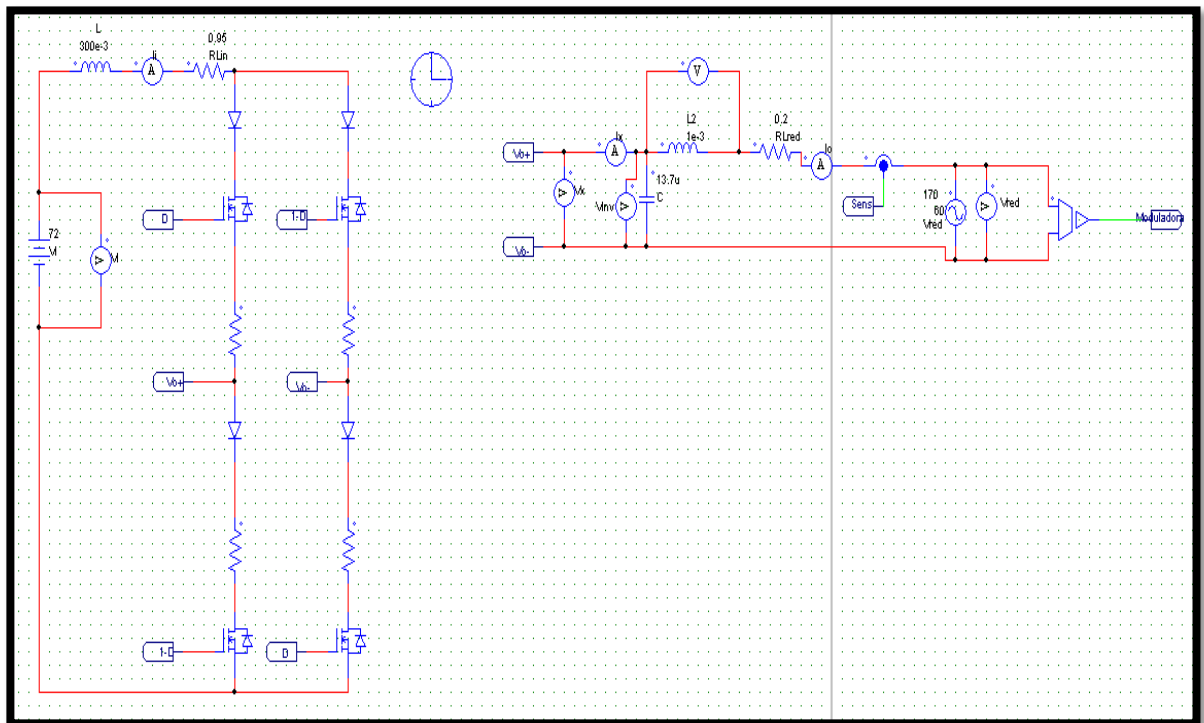 L
300e-3
Ii
A
0.95
RLin
D
1-D
72
VI
V
Vo+
Vo-
1-D
D
V
L2
1e-3
0.2
RLred
Vo+
Ix
A
Io
A
Vx
V
VInv
V
13.7u
C
Sens
170
60
Vred
V
Vred
Moduladora
Vo-